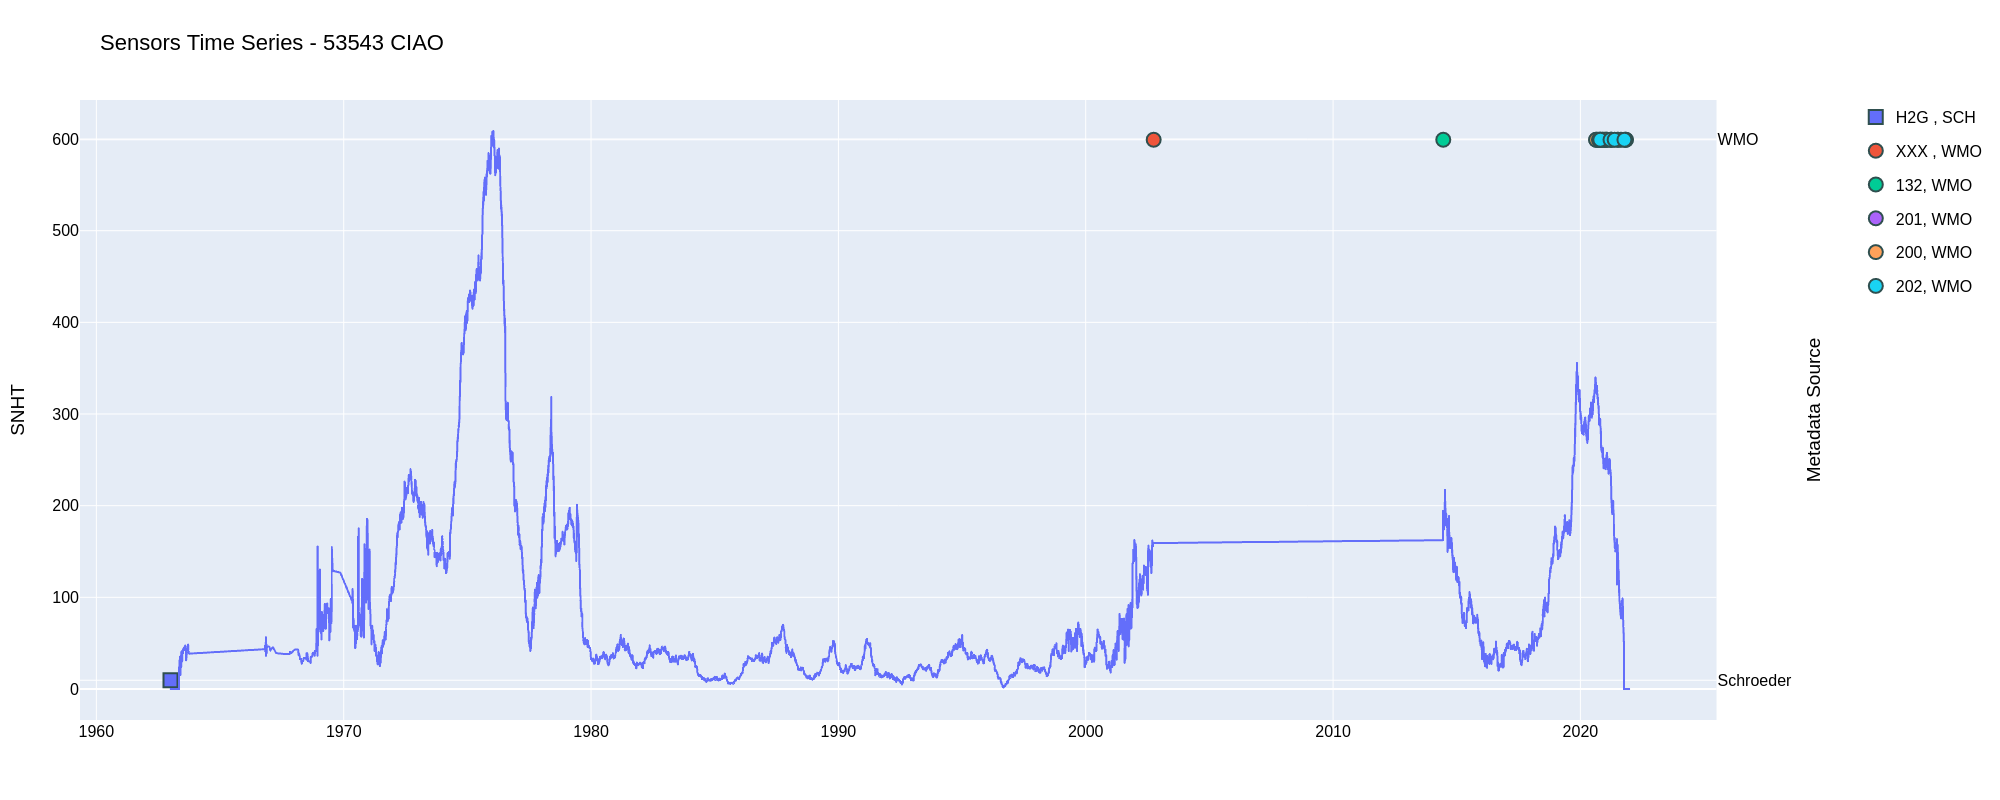 Sensors Time Series - 53543 CIAO
H2G , SCH
XXX , WMO
132, WMO
201, WMO
200, WMO
202, WMO
600
500
400
300
200
100
0
SNHT
WMO
Schroeder
Metadata Source
1960 1970 1980 1990 2000 2010 2020